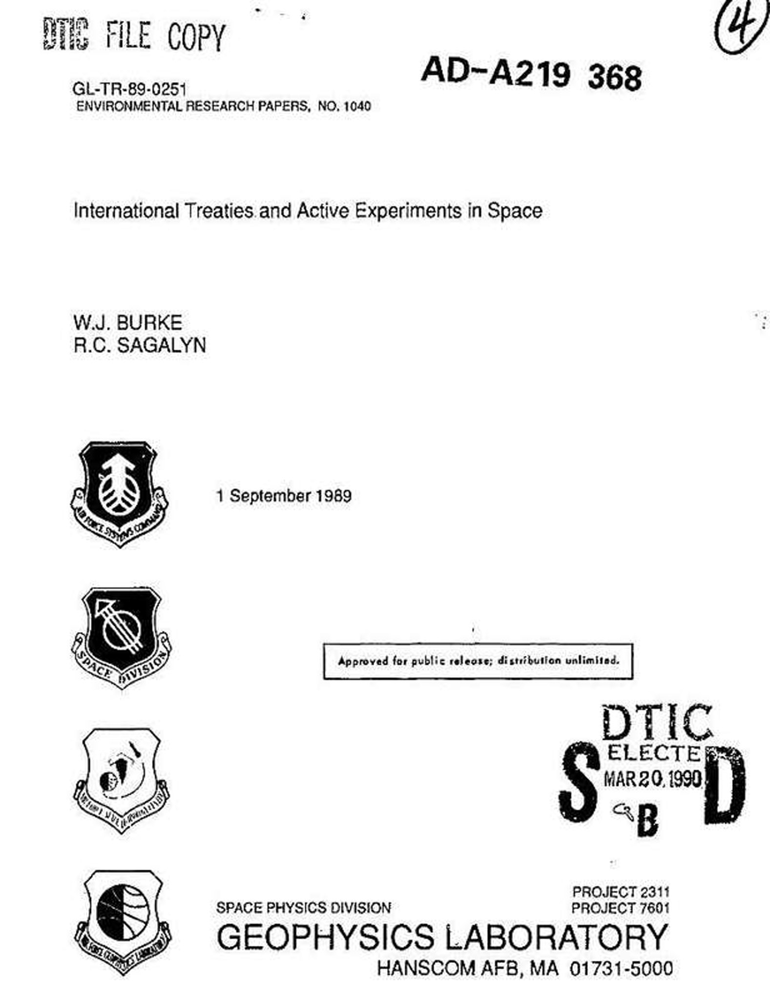 DTIC FILE COPY
4
AD-A219 368
GL-TR-89-0251
ENVIRONMENTAL RESEARCH PAPERS, NO. 1040
International Treaties and Active Experiments in Space
W.J. BURKE
R.C. SAGALYN
AIR FORCE SYSTEMS COMMAND
1 September 1989
SPACE DIVISION
Approved for public release; distribution unlimited.
DTIC
S ELECTE D
MAR 20, 1990
B
PROJECT 2311
SPACE PHYSICS DIVISION PROJECT 7601
GEOPHYSICS LABORATORY
HANSCOM AFB, MA 01731-5000
AIR FORCE GEOPHYSICS LABORATORY